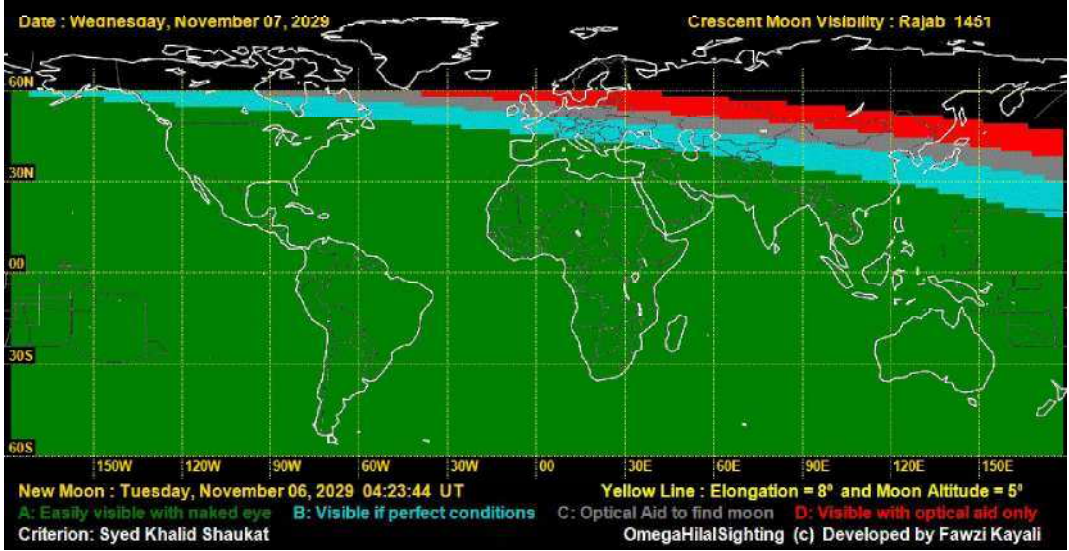 Date : Wednesday, November 07, 2029
Crescent Moon Visibility : Rajab 1451
60N
30N
00
30S
60S
150W 120W 90W 60W 30W 00 30E 60E 90E 120E 150E
New Moon : Tuesday, November 06, 2029 04:23:44 UT
Yellow Line : Elongation = 8º and Moon Altitude = 5º
A: Easily visible with naked eye B: Visible if perfect conditions C: Optical Aid to find moon D: Visible with optical aid only
Criterion: Syed Khalid Shaukat
OmegaHilalSighting (c) Developed by Fawzi Kayali